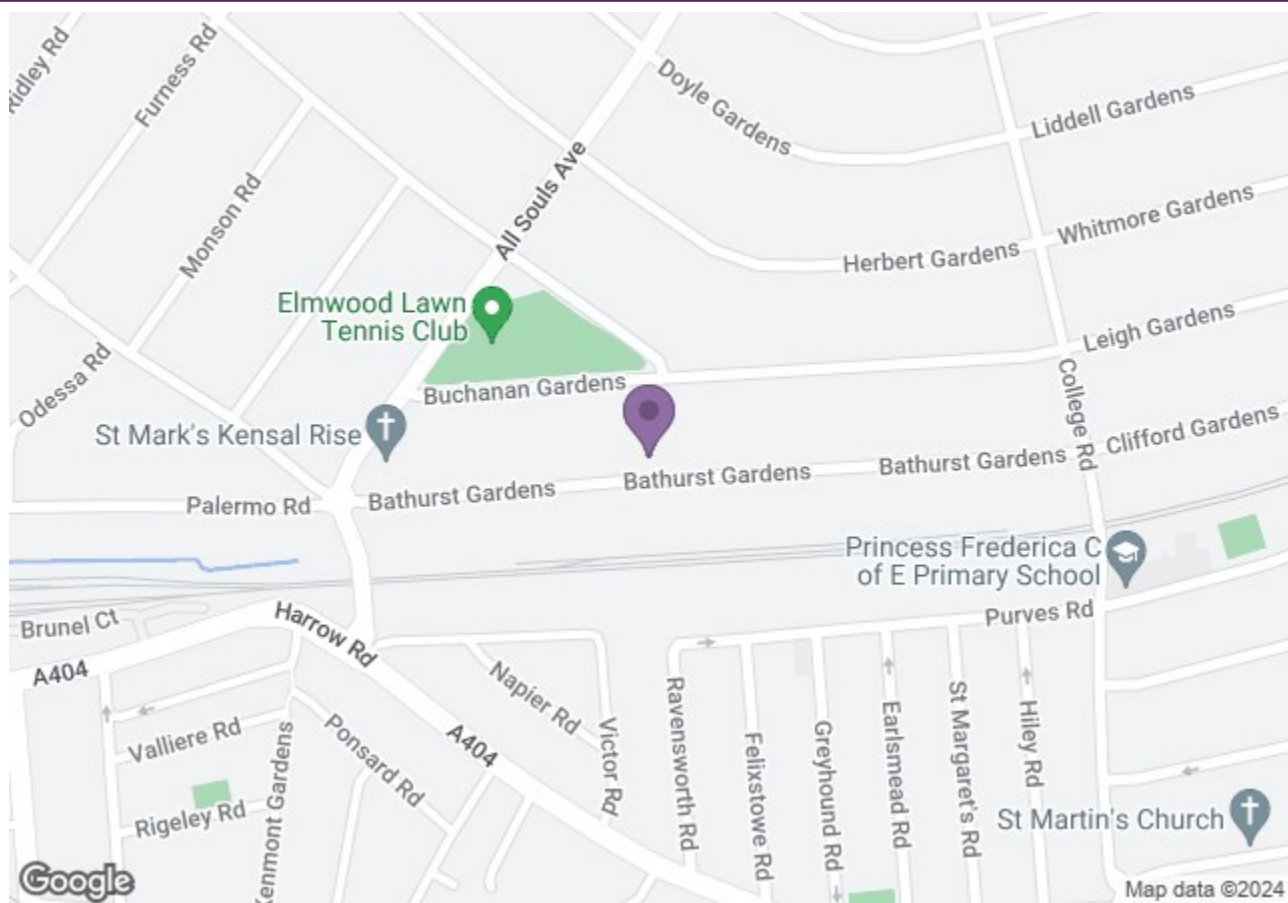 Ridley Rd
Furness Rd
Doyle Gardens
Liddell Gardens
All Souls Ave
Monson Rd
Whitmore Gardens
Herbert Gardens
Elmwood Lawn
Tennis Club
Leigh Gardens
Odessa Rd
Buchanan Gardens
College Rd
St Mark's Kensal Rise
Clifford Gardens
Bathurst Gardens
Bathurst Gardens
Bathurst Gardens
Palermo Rd
Princess Frederica C
of E Primary School
Brunel Ct
Harrow Rd
Purves Rd
A404
Napier Rd
Ravensworth Rd
Victor Rd
Felixstowe Rd
Greyhound Rd
Earlsmead Rd
St Margaret's Rd
Hiley Rd
Valliere Rd
Kenmont Gardens
Ponsard Rd
A404
Rigeley Rd
St Martin's Church
Google
Map data ©2024